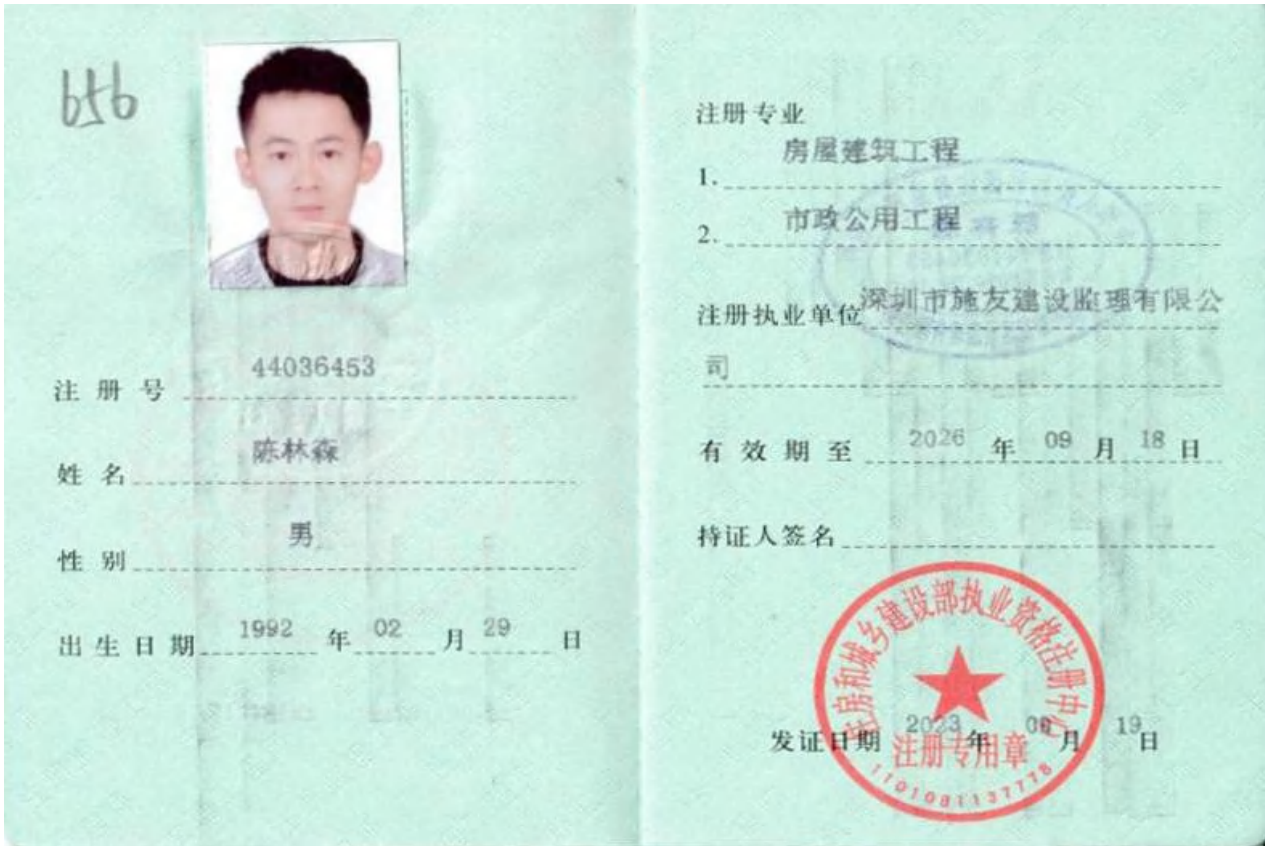 656
注册号 44036453
姓名 陈林森
性别 男
出生日期 1992 年 02 月 29 日
注册专业
1. 房屋建筑工程
2. 市政公用工程
注册执业单位 深圳市施友建设监理有限公
司
有效期至 2026 年 09 月 18 日
持证人签名
住房和城乡建设部执业资格注册中心
发证日期 2023 年 月 19 日
注册专用章
1101081137778